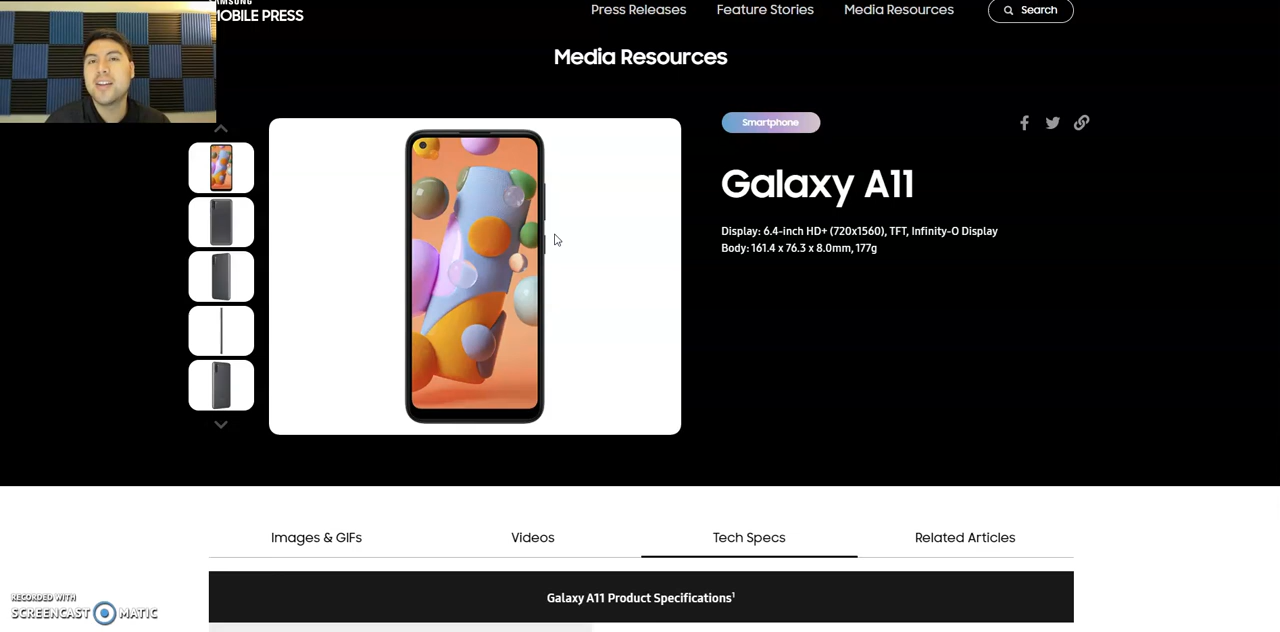 SAMSUNG
MOBILE PRESS
Press Releases
Feature Stories
Media Resources
Search
Media Resources
Smartphone
Galaxy A11
Display: 6.4-inch HD+ (720x1560), TFT, Infinity-O Display
Body: 161.4 x 76.3 x 8.0mm, 177g
Images & GIFs
Videos
Tech Specs
Related Articles
Galaxy A11 Product Specifications¹
RECORDED WITH
SCREENCAST MATIC